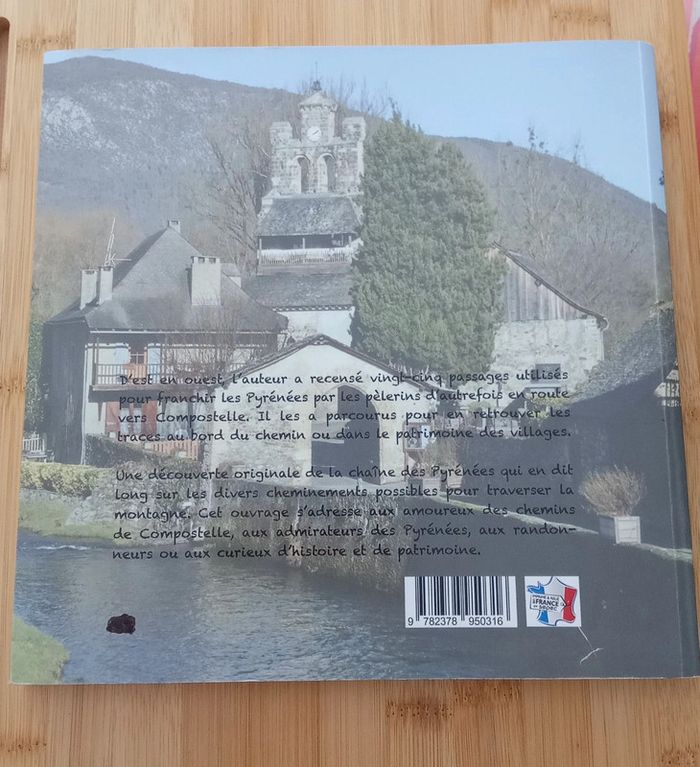 D'est en ouest, l'auteur a recensé vingt-cinq passages utilisés
pour franchir les Pyrénées par les pèlerins d'autrefois en route
vers Compostelle. Il les a parcourus pour en retrouver les
traces au bord du chemin ou dans le patrimoine des villages.
Une découverte originale de la chaîne des Pyrénées qui en dit
long sur les divers cheminements possibles pour traverser la
montagne. Cet ouvrage s'adresse aux amoureux des chemins
de Compostelle, aux admirateurs des Pyrénées, aux randon-
neurs ou aux curieux d'histoire et de patrimoine.
9 782378 950316
FRANCE